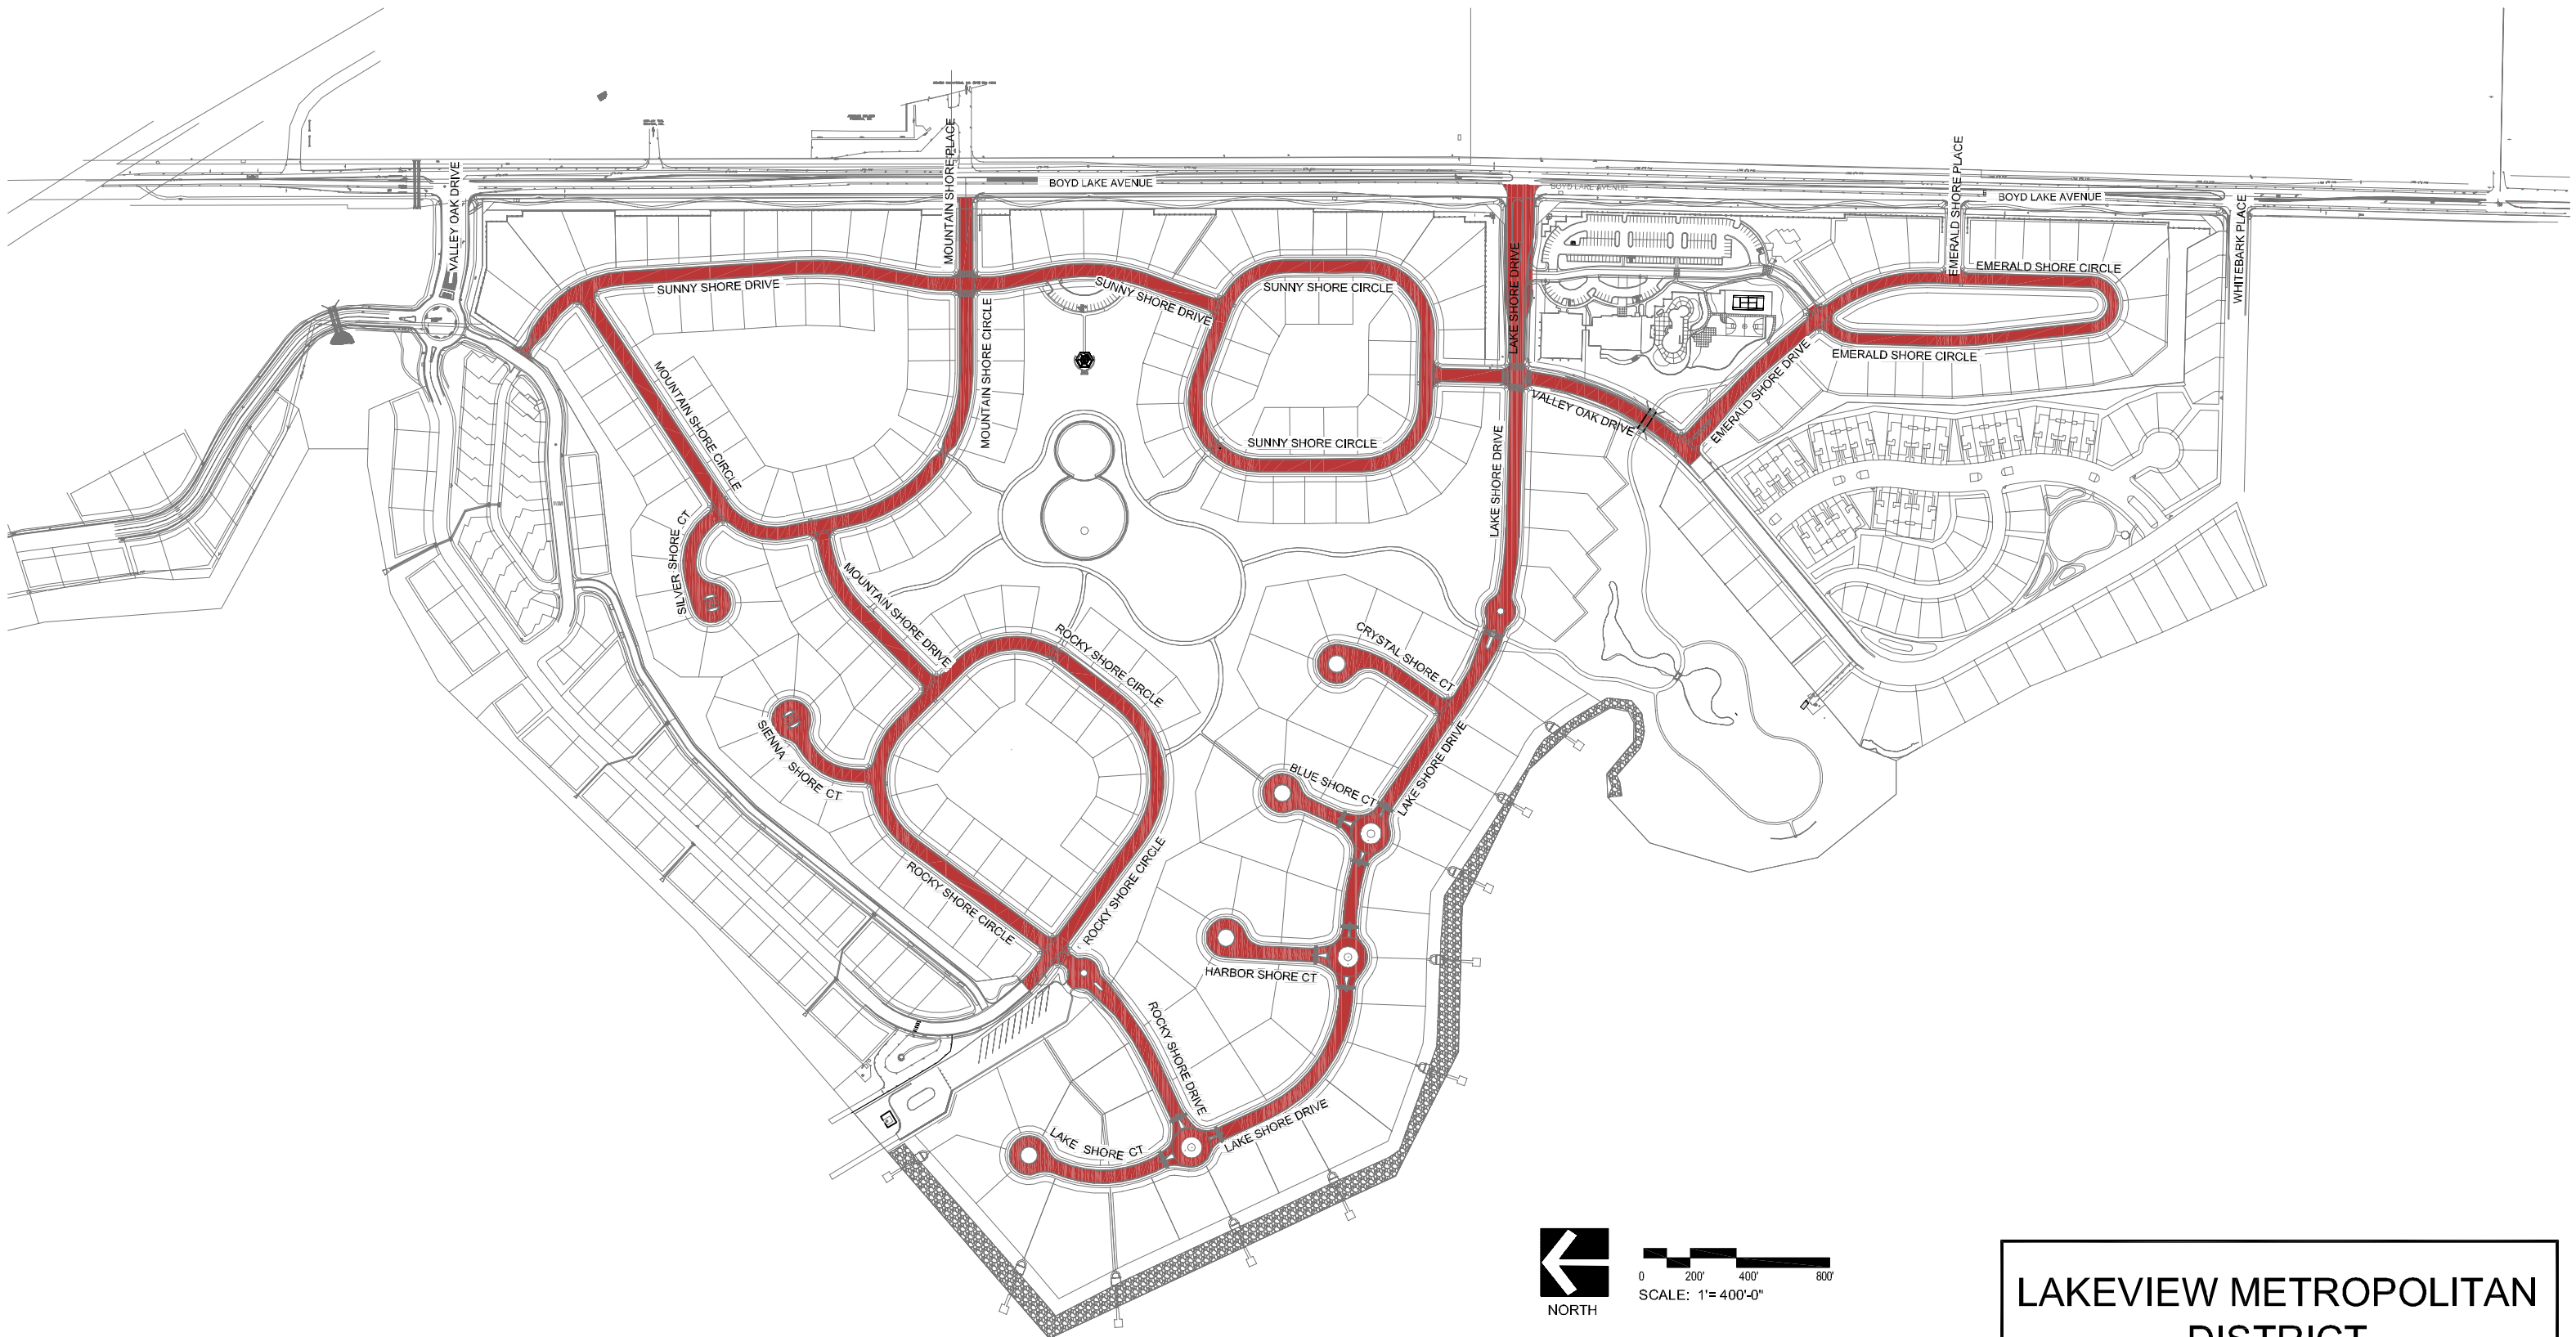 MOUNTAIN SHORE PLACE
VALLEY OAK DRIVE
BOYD LAKE AVENUE
BOYD LAKE AVENUE
EMERALD SHORE PLACE
BOYD LAKE AVENUE
WHITEBARK PLACE
SUNNY SHORE DRIVE
SUNNY SHORE DRIVE
SUNNY SHORE CIRCLE
LAKE SHORE DRIVE
EMERALD SHORE CIRCLE
MOUNTAIN SHORE CIRCLE
MOUNTAIN SHORE CIRCLE
EMERALD SHORE CIRCLE
EMERALD SHORE DRIVE
VALLEY OAK DRIVE
SUNNY SHORE CIRCLE
LAKE SHORE DRIVE
SILVER SHORE CT
MOUNTAIN SHORE DRIVE
ROCKY SHORE CIRCLE
CRYSTAL SHORE CT
SIENNA SHORE CT
BLUE SHORE CT
LAKE SHORE DRIVE
ROCKY SHORE CIRCLE
ROCKY SHORE CIRCLE
HARBOR SHORE CT
ROCKY SHORE DRIVE
LAKE SHORE CT
LAKE SHORE DRIVE
NORTH
0 200' 400' 800'
SCALE: 1'= 400'-0"
LAKEVIEW METROPOLITAN
DISTRICT